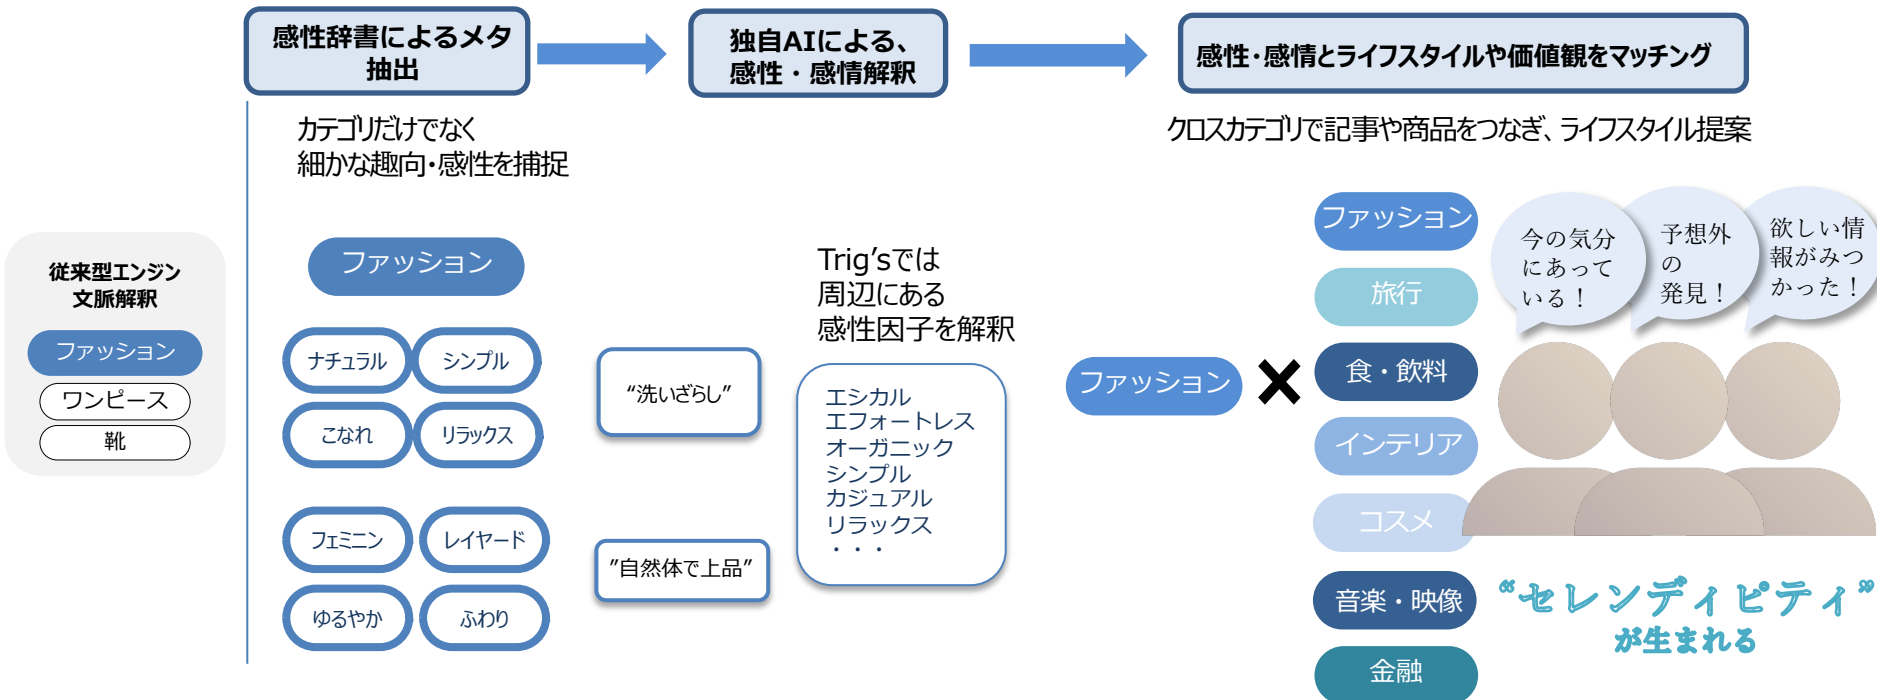 感性辞書によるメタ
抽出
独自AIによる、
感性・感情解釈
感性・感情とライフスタイルや価値観をマッチング
カテゴリだけでなく
細かな趣向・感性を捕捉
クロスカテゴリで記事や商品をつなぎ、ライフスタイル提案
従来型エンジン
文脈解釈
ファッション
ワンピース
靴
ファッション
ナチュラル
シンプル
こなれ
リラックス
フェミニン
レイヤード
ゆるやか
ふわり
“洗いざらし”
”自然体で上品”
Trig’sでは
周辺にある
感性因子を解釈
エシカル
エフォートレス
オーガニック
シンプル
カジュアル
リラックス
・・・
ファッション
×
ファッション
旅行
食・飲料
インテリア
コスメ
音楽・映像
金融
今の気分
にあって
いる！
予想外
の
発見！
欲しい情
報がみつ
かった！
“セレンディピティ”
が生まれる